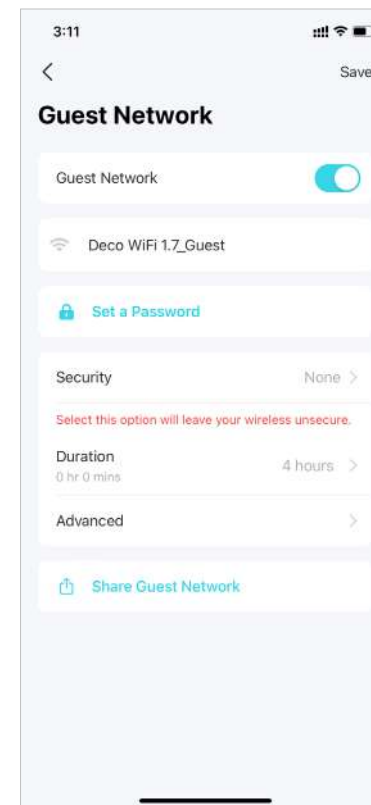 3:11
Save
Guest Network
Guest Network
Deco WiFi 1.7_Guest
Set a Password
Security None
Select this option will leave your wireless unsecure.
Duration
0 hr 0 mins
4 hours
Advanced
Share Guest Network